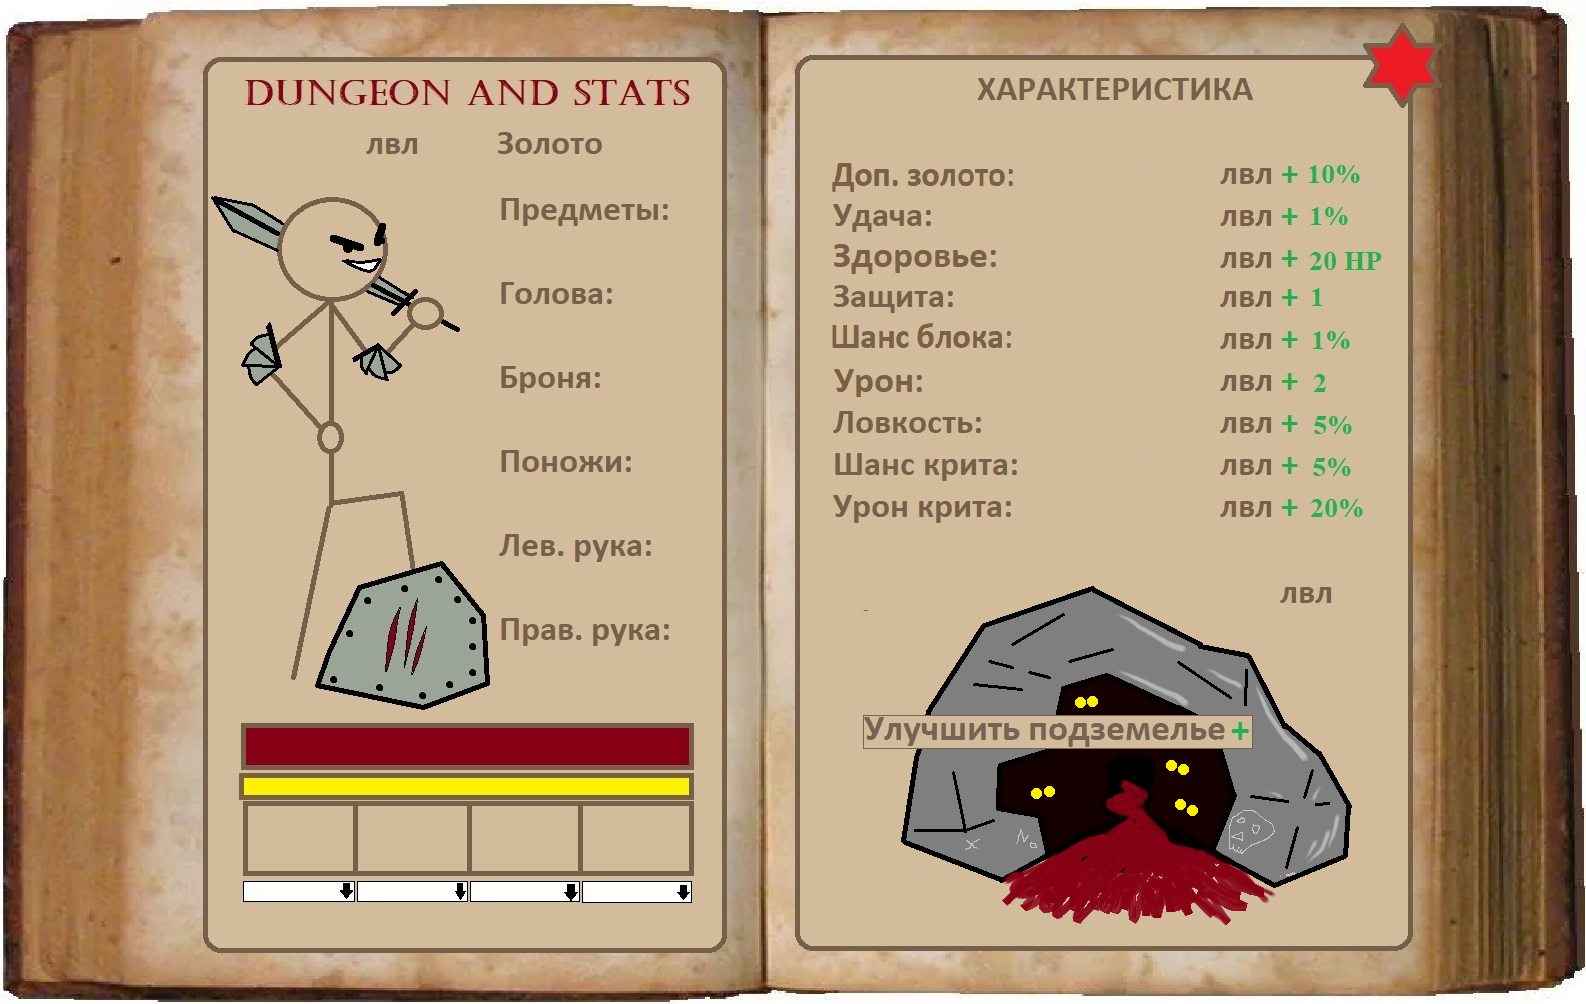 DUNGEON AND STATS
лвл Золото
Предметы:
Голова:
Броня:
Поножи:
Лев. рука:
Прав. рука:
ХАРАКТЕРИСТИКА
Доп. золото: лвл + 10%
Удача: лвл + 1%
Здоровье: лвл + 20 HP
Защита: лвл + 1
Шанс блока: лвл + 1%
Урон: лвл + 2
Ловкость: лвл + 5%
Шанс крита: лвл + 5%
Урон крита: лвл + 20%
лвл
Улучшить подземелье +
X No